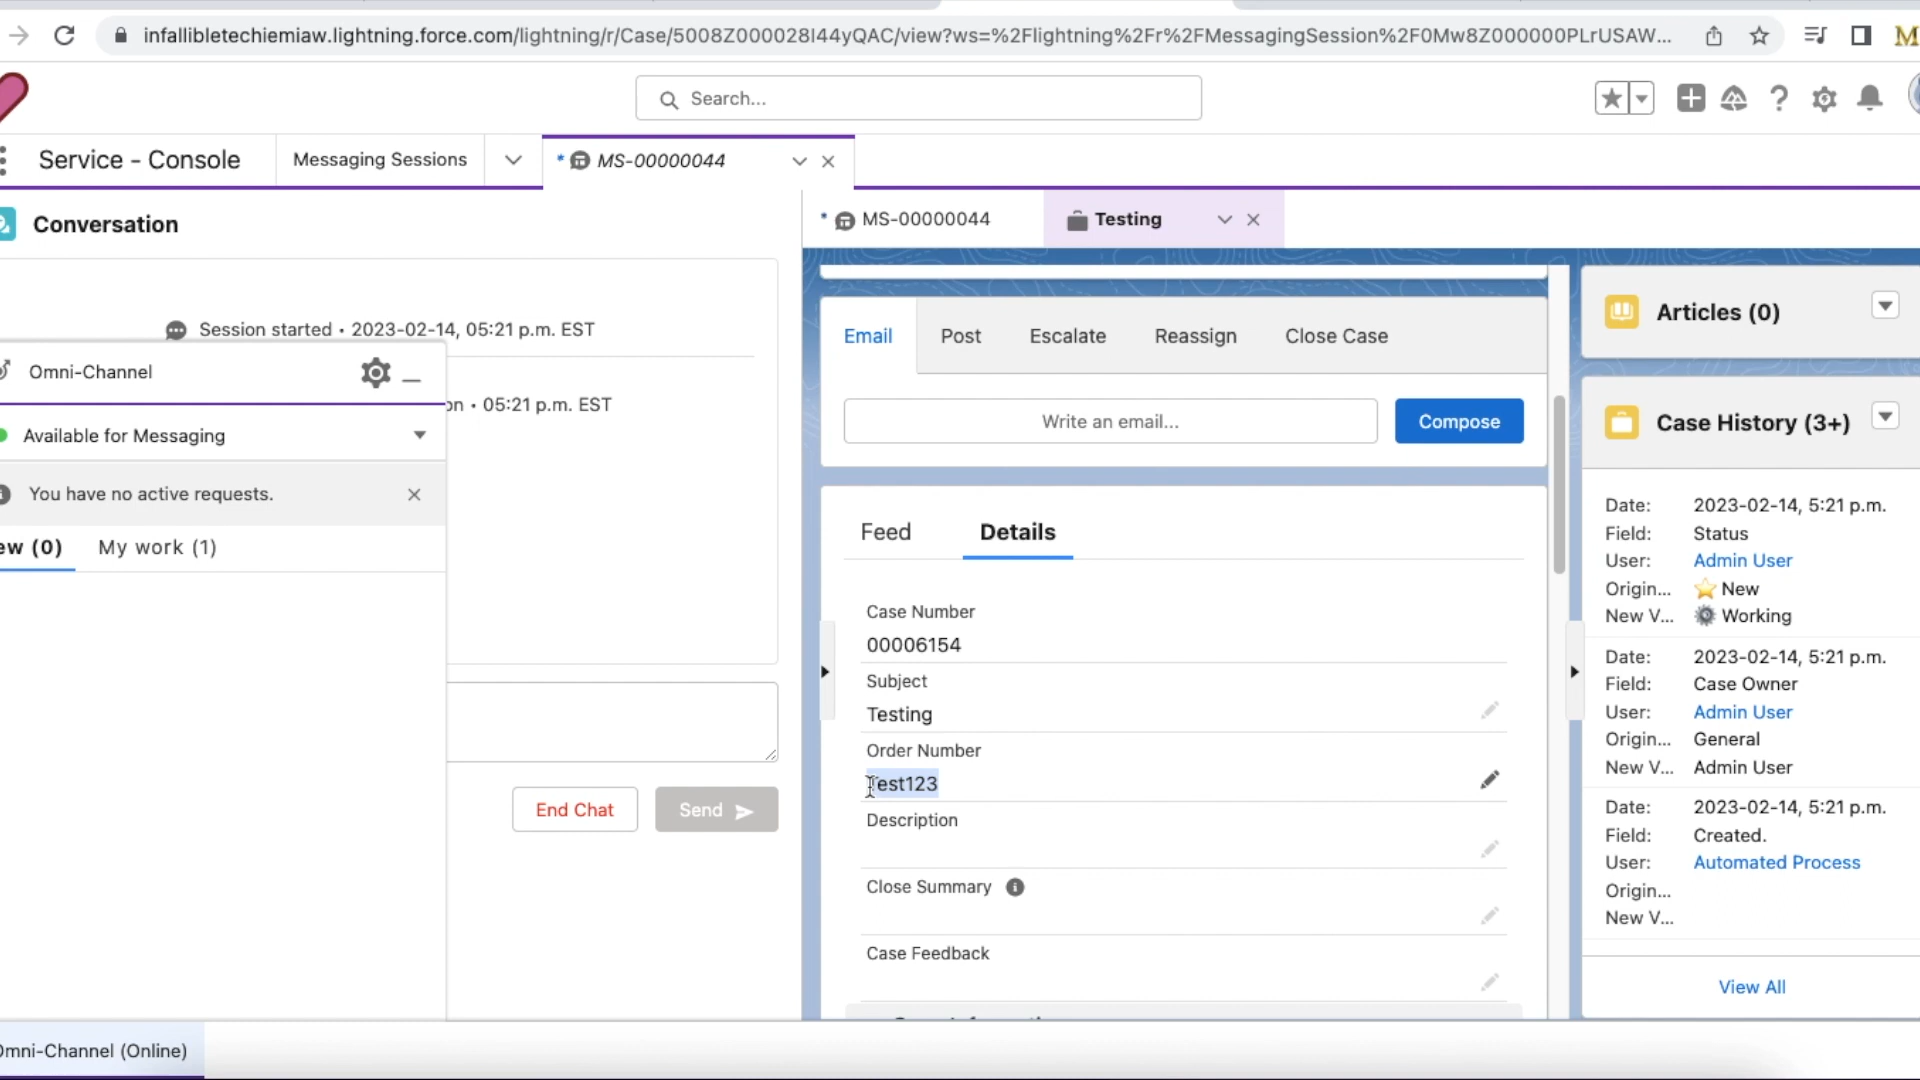 infallibletechiemiaw.lightning.force.com/lightning/r/Case/5008Z000028I44yQAC/view?ws=%2Flightning%2Fr%2FMessagingSession%2F0Mw8Z000000PLrUSAW...
M
Search...
Service - Console
Messaging Sessions
* MS-00000044
Conversation
* MS-00000044
Testing
Session started • 2023-02-14, 05:21 p.m. EST
on • 05:21 p.m. EST
Omni-Channel
Available for Messaging
You have no active requests.
ew (0)
My work (1)
End Chat
Send
Email
Post
Escalate
Reassign
Close Case
Write an email...
Compose
Feed
Details
Case Number
00006154
Subject
Testing
Order Number
Test123
Description
Close Summary
Case Feedback
Articles (0)
Case History (3+)
Date: 2023-02-14, 5:21 p.m.
Field: Status
User: Admin User
Origin... New
New V... Working
Date: 2023-02-14, 5:21 p.m.
Field: Case Owner
User: Admin User
Origin... General
New V... Admin User
Date: 2023-02-14, 5:21 p.m.
Field: Created.
User: Automated Process
Origin...
New V...
View All
Omni-Channel (Online)